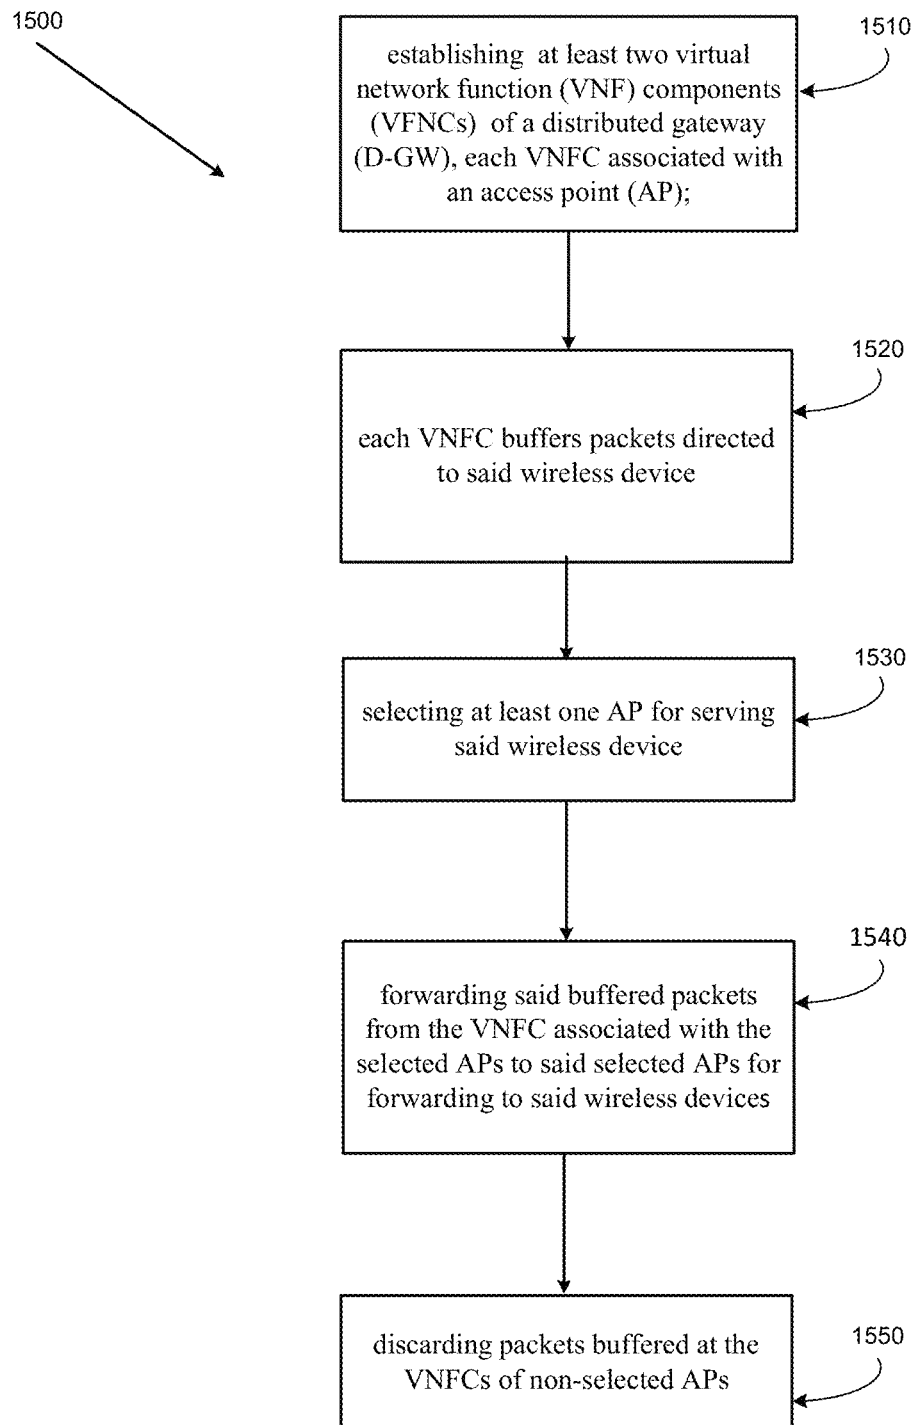 1500
1510
establishing at least two virtual
network function (VNF) components
(VFNCs) of a distributed gateway
(D-GW), each VNFC associated with
an access point (AP);
1520
each VNFC buffers packets directed
to said wireless device
1530
selecting at least one AP for serving
said wireless device
1540
forwarding said buffered packets
from the VNFC associated with the
selected APs to said selected APs for
forwarding to said wireless devices
1550
discarding packets buffered at the
VNFCs of non-selected APs